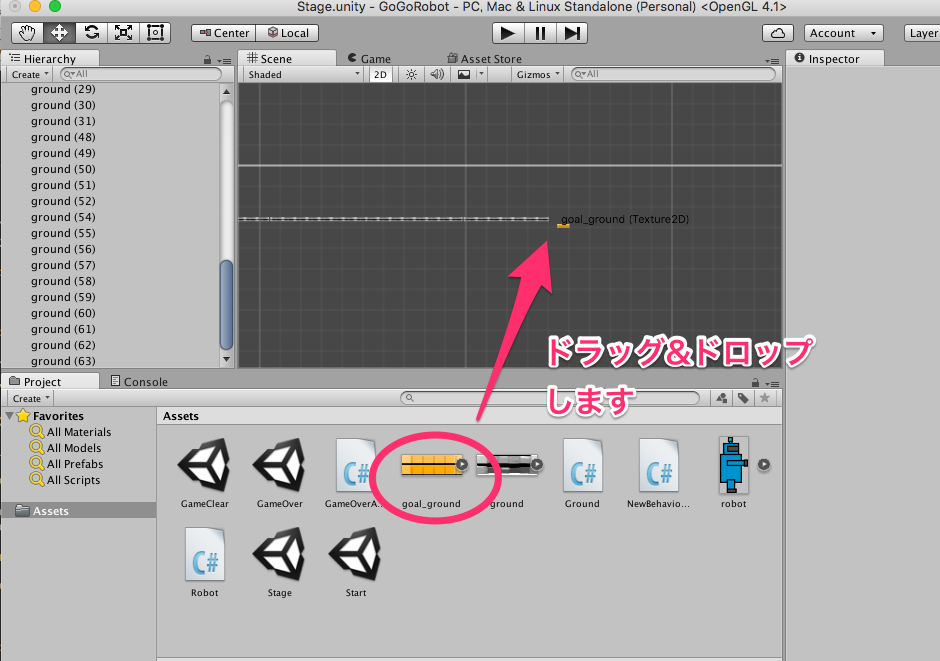 Stage.unity - GoGoRobot - PC, Mac & Linux Standalone (Personal) <OpenGL 4.1>
Center Local Account Layer
Hierarchy
Create All
ground (29)
ground (30)
ground (31)
ground (48)
ground (49)
ground (50)
ground (51)
ground (52)
ground (54)
ground (55)
ground (56)
ground (57)
ground (58)
ground (59)
ground (60)
ground (61)
ground (62)
ground (63)
Scene Game Asset Store
Shaded 2D Gizmos All
goal_ground (Texture2D)
ドラッグ&ドロップ
します
Inspector
Project Console
Create
Favorites
All Materials
All Models
All Prefabs
All Scripts
Assets
Assets
C# C# C#
GameClear GameOver GameOverA... goal_ground ground Ground NewBehavio... robot
C#
Robot Stage Start